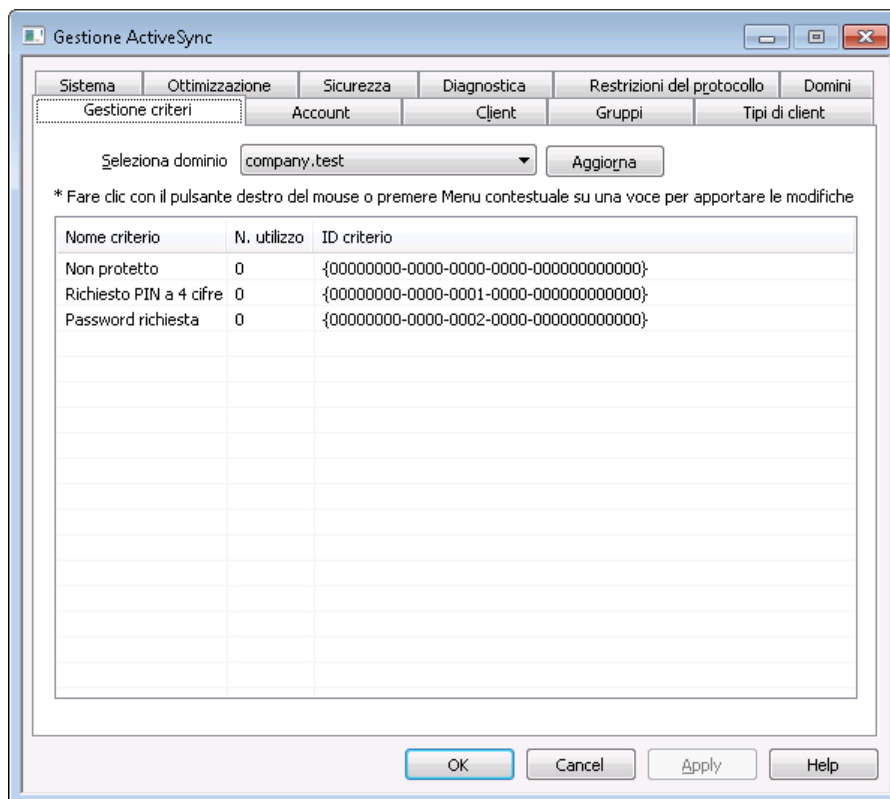 Gestione ActiveSync
Sistema Ottimizzazione Sicurezza Diagnostica Restrizioni del protocollo Domini
Gestione criteri Account Client Gruppi Tipi di client
Seleziona dominio company.test Aggiorna
* Fare clic con il pulsante destro del mouse o premere Menu contestuale su una voce per apportare le modifiche
Nome criterio N. utilizzo ID criterio
Non protetto 0 {00000000-0000-0000-0000-000000000000}
Richiesto PIN a 4 cifre 0 {00000000-0000-0001-0000-000000000000}
Password richiesta 0 {00000000-0000-0002-0000-000000000000}
OK Cancel Apply Help